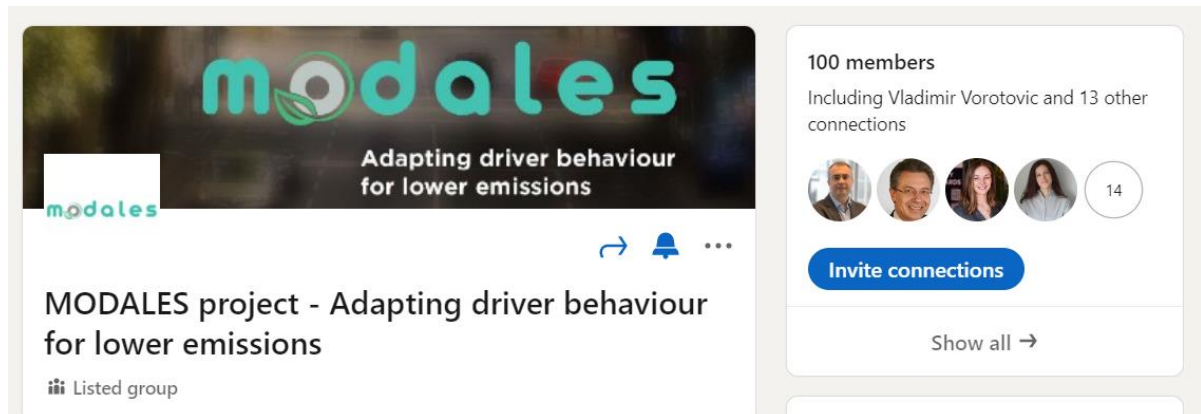 modales
Adapting driver behaviour
for lower emissions
modales
MODALES project - Adapting driver behaviour
for lower emissions
Listed group
100 members
Including Vladimir Vorotovic and 13 other
connections
14
Invite connections
Show all →